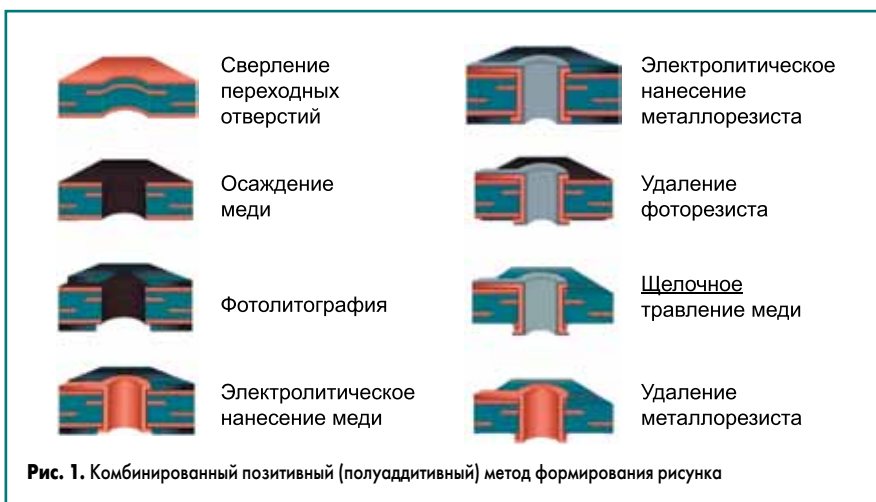 Сверление
переходных
отверстий
Осаждение
меди
Фотолитография
Электролитическое
нанесение меди
Электролитическое
нанесение
металлорезиста
Удаление
фоторезиста
Щелочное
травление меди
Удаление
металлорезиста
Рис. 1. Комбинированный позитивный (полуаддитивный) метод формирования рисунка